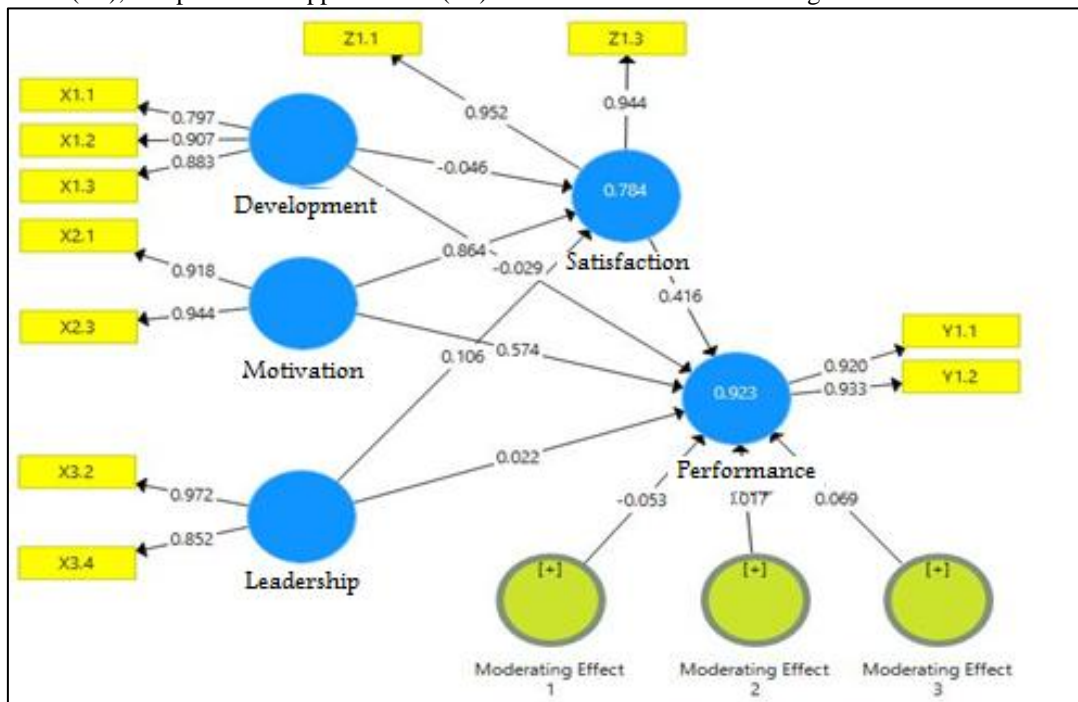 Z1.1
Z1.3
X1.1
X1.2
X1.3
0.797
0.907
0.883
0.952
0.944
-0.046
0.784
Development
Satisfaction
X2.1
X2.3
0.918
0.944
0.864
-0.029
0.416
Motivation
0.106
0.574
0.923
Y1.1
Y1.2
0.920
0.933
X3.2
X3.4
0.972
0.852
0.022
Performance
-0.053
0.069
Leadership
[+]
[+]
[+]
Moderating Effect
1
Moderating Effect
2
Moderating Effect
3